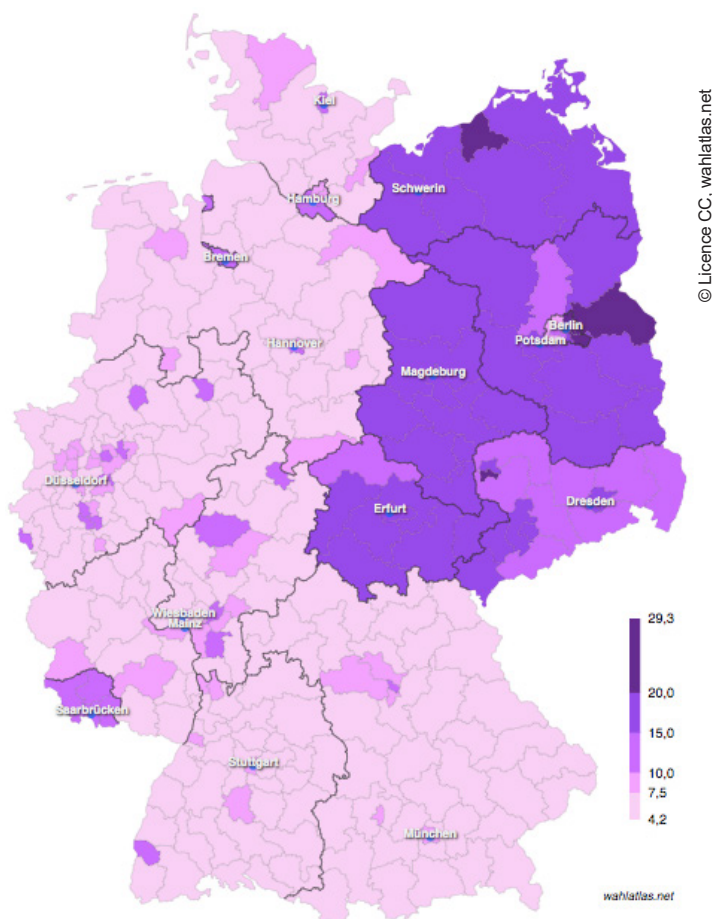 © Licence CC, wahlatlas.net
Kiel
Schwerin
Hamburg
Bremen
Berlin
Potsdam
Hannover
Magdeburg
Düsseldorf
Erfurt
Dresden
Wiesbaden
Mainz
Saarbrücken
Stuttgart
München
29,3
20,0
15,0
10,0
7,5
4,2
wahlatlas.net